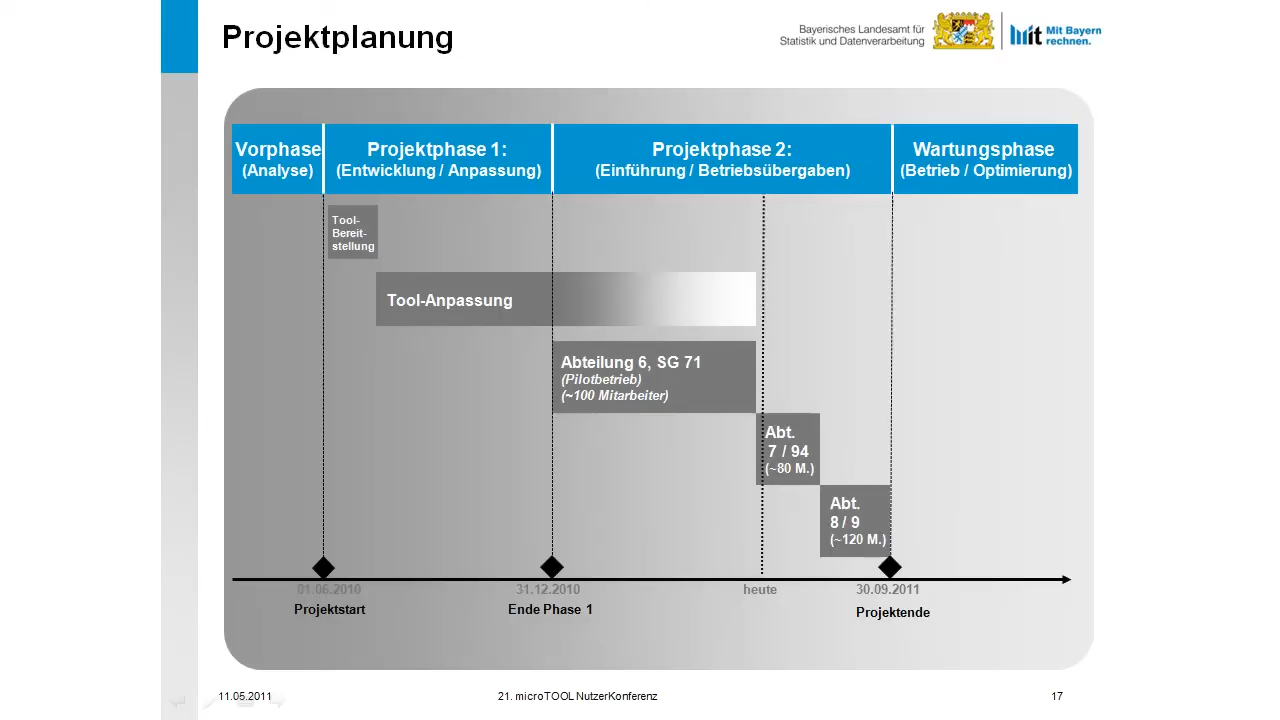 Projektplanung
Bayerisches Landesamt für
Statistik und Datenverarbeitung
mit Mit Bayern
rechnen.
Vorphase
(Analyse)
Projektphase 1:
(Entwicklung / Anpassung)
Projektphase 2:
(Einführung / Betriebsübergaben)
Wartungsphase
(Betrieb / Optimierung)
Tool-
Bereit-
stellung
Tool-Anpassung
Abteilung 6, SG 71
(Pilotbetrieb)
(~100 Mitarbeiter)
Abt.
7 / 94
(~80 M.)
Abt.
8 / 9
(~120 M.)
01.06.2010
Projektstart
31.12.2010
Ende Phase 1
heute
30.09.2011
Projektende
11.05.2011
21. microTOOL NutzerKonferenz
17